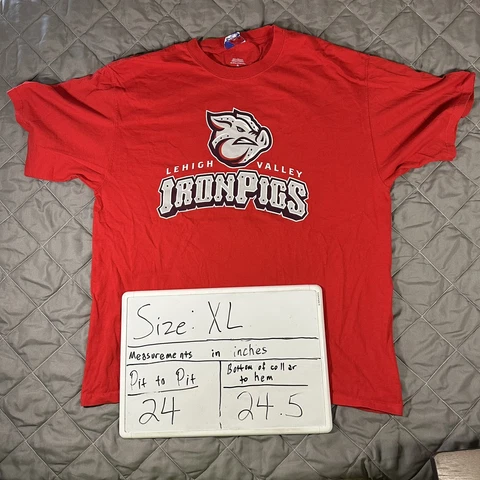 LEHIGH VALLEY
IRONPIGS
Size: XL
Measurements in inches
Pit to Pit
24
Bottom of collar
to hem
24.5